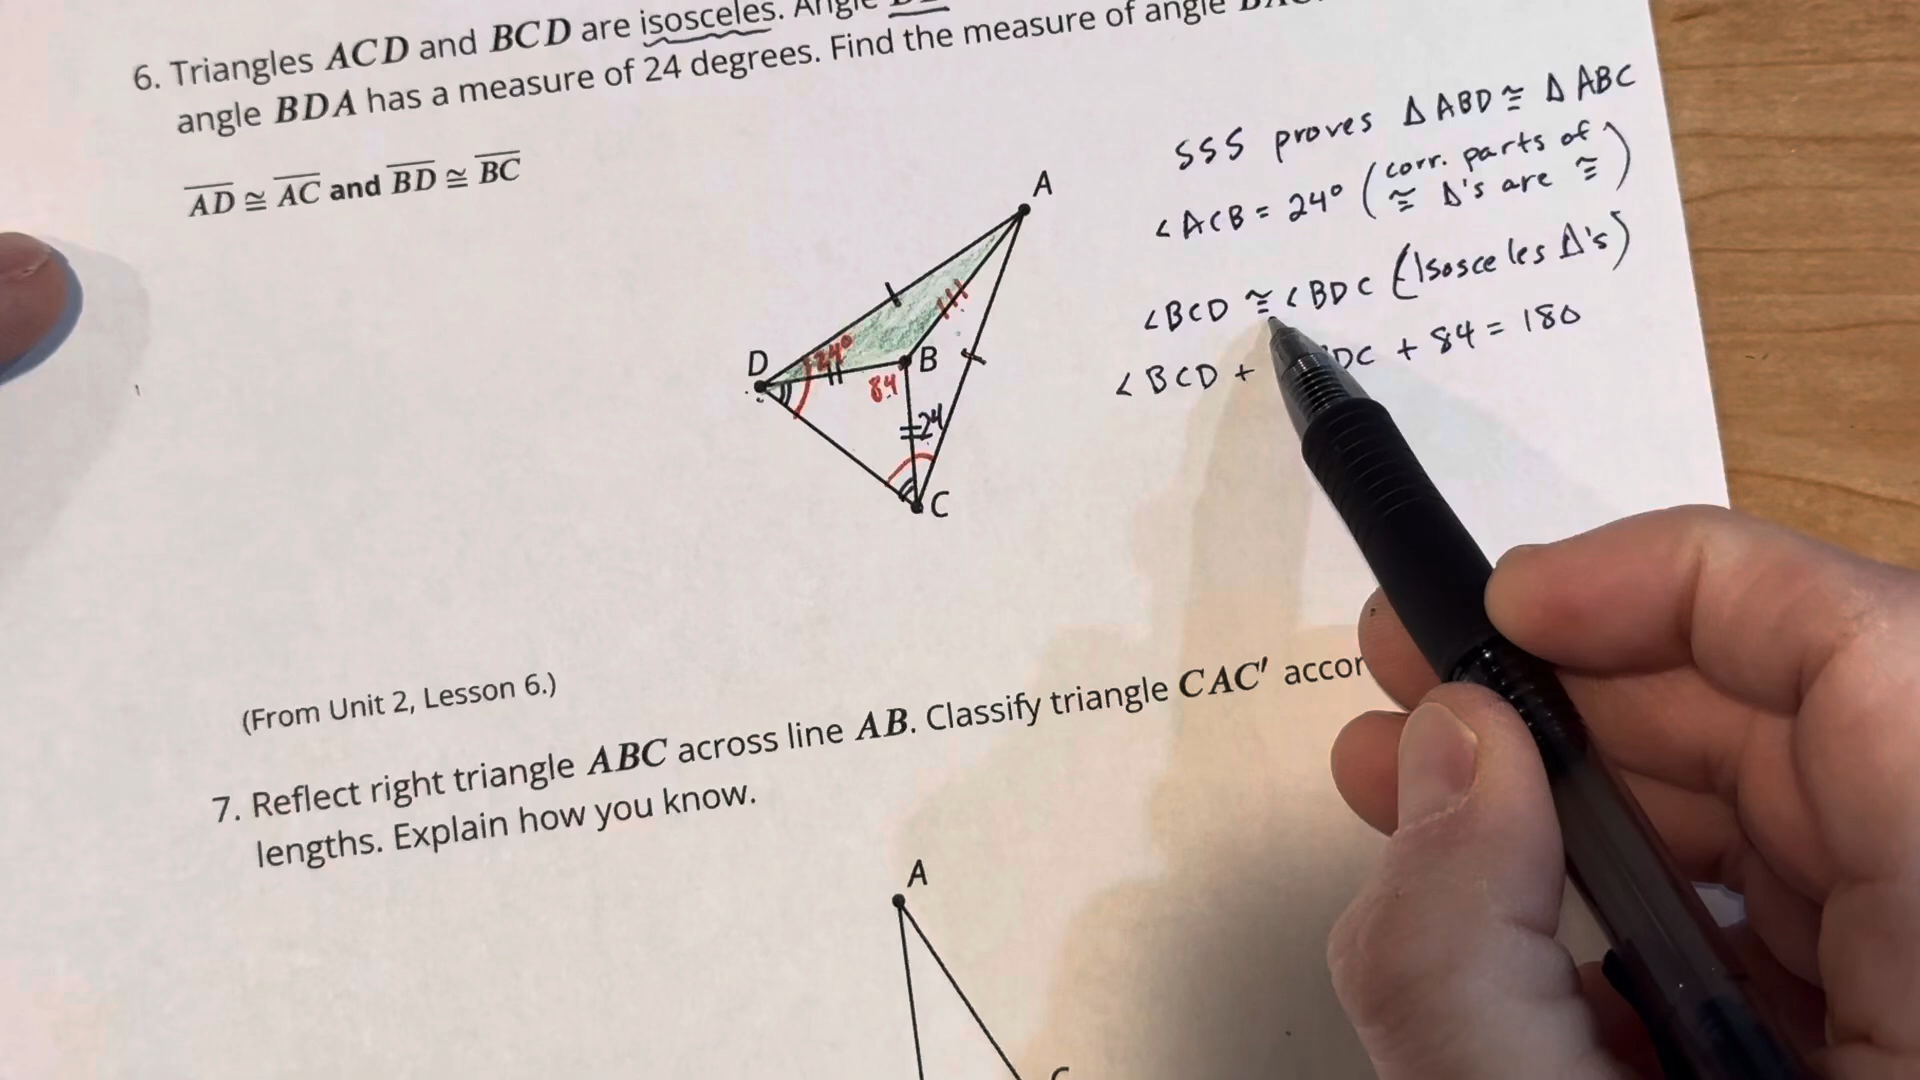 6. Triangles ACD and BCD are isosceles. Angle
angle BDA has a measure of 24 degrees. Find the measure of angle
AD ≅ AC and BD ≅ BC
SSS proves Δ ABD ≅ Δ ABC
∠ACB = 24° (corr. parts of ≅ Δ's are ≅)
∠BCD ≅ ∠BDC (Isosceles Δ's)
∠BCD + DC + 84 = 180
A
D
24°
B
84
24
C
(From Unit 2, Lesson 6.)
7. Reflect right triangle ABC across line AB. Classify triangle CAC′
lengths. Explain how you know.
A
C